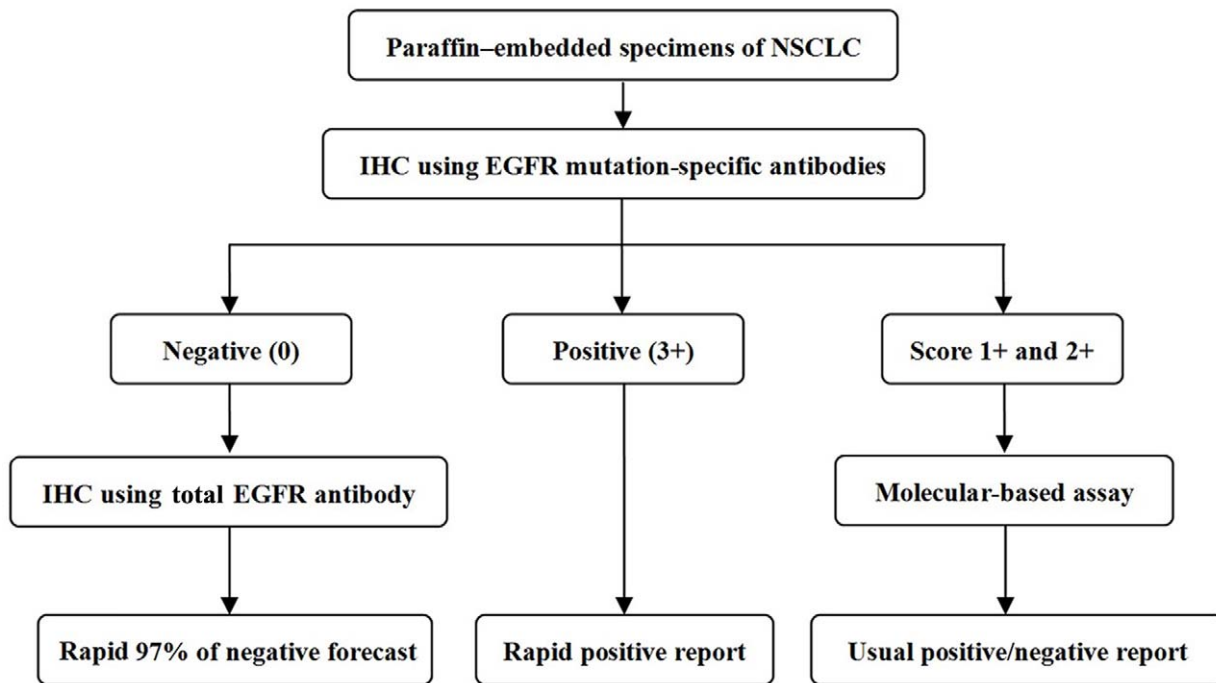 Paraffin–embedded specimens of NSCLC
IHC using EGFR mutation-specific antibodies
Negative (0)
Positive (3+)
Score 1+ and 2+
IHC using total EGFR antibody
Molecular-based assay
Rapid 97% of negative forecast
Rapid positive report
Usual positive/negative report